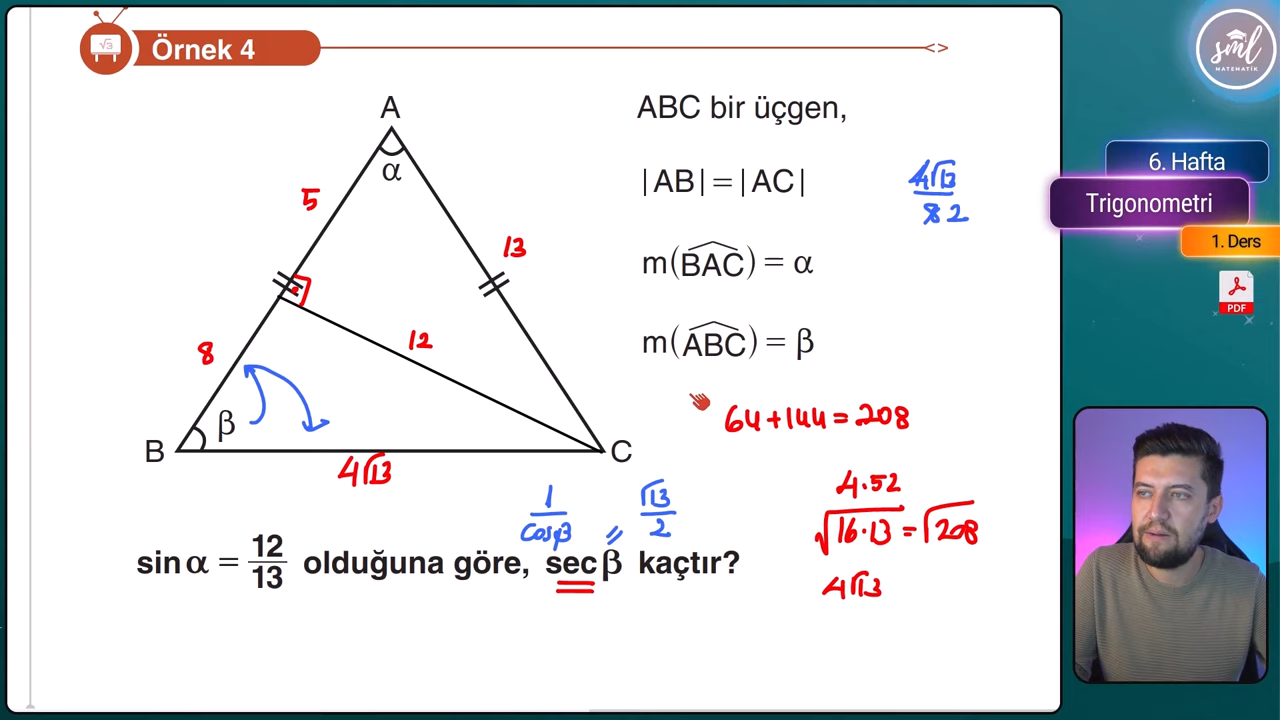 Örnek 4
< >
sml
MATEMATİK
6. Hafta
Trigonometri
1. Ders
PDF
A
α
5
13
8
12
β
B
C
4√13
ABC bir üçgen,
|AB| = |AC|
m(BAC) = α
m(ABC) = β
4√13
8 2
64+144=208
4·52
√16·13 = √208
4√13
1
cosβ
=
√13
2
sin α = 12/13 olduğuna göre, sec β kaçtır?